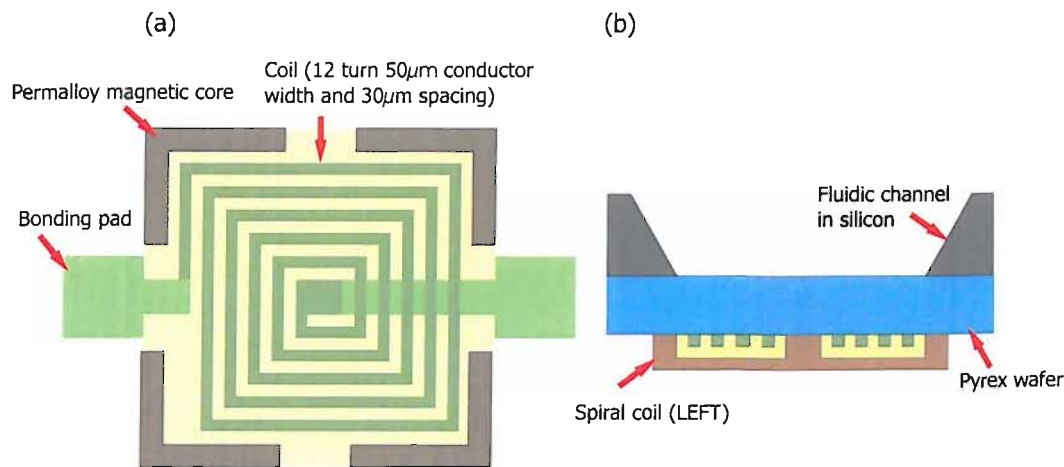 (a)
(b)
Coil (12 turn 50μm conductor
width and 30μm spacing)
Permalloy magnetic core
Bonding pad
Fluidic channel
in silicon
Pyrex wafer
Spiral coil (LEFT)